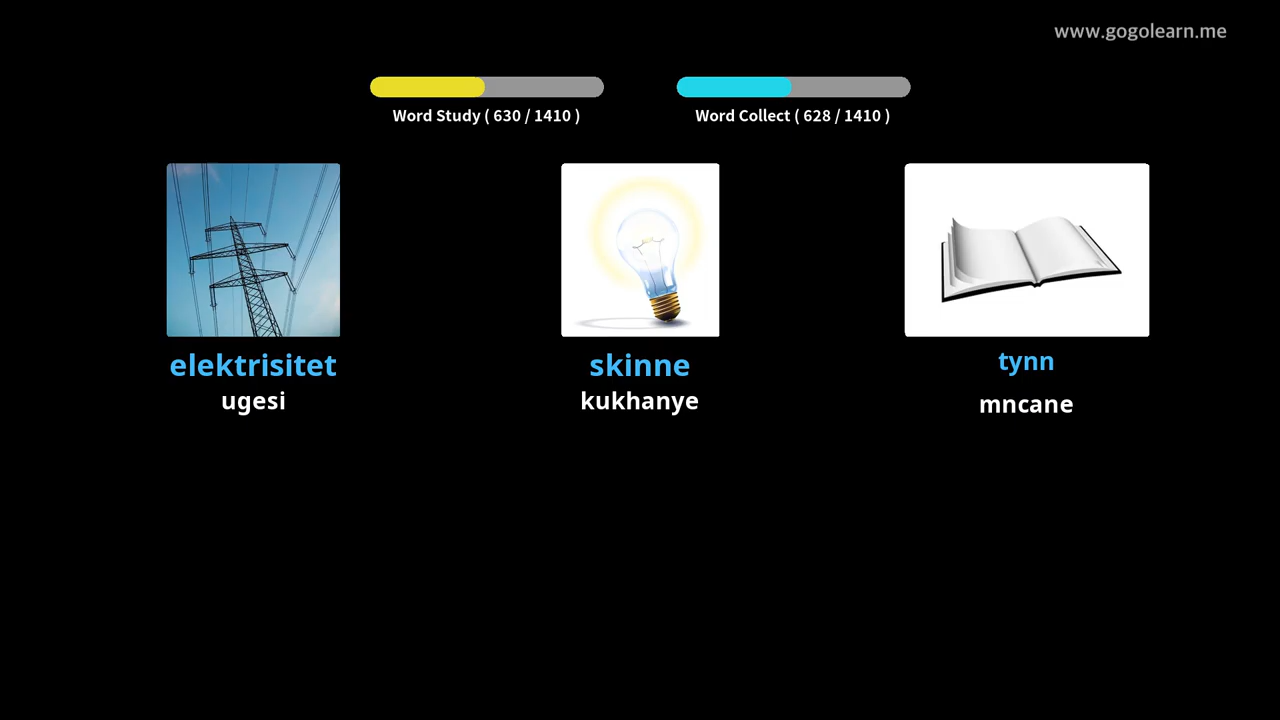 www.gogolearn.me
Word Study ( 630 / 1410 )
Word Collect ( 628 / 1410 )
elektrisitet
ugesi
skinne
kukhanye
tynn
mncane